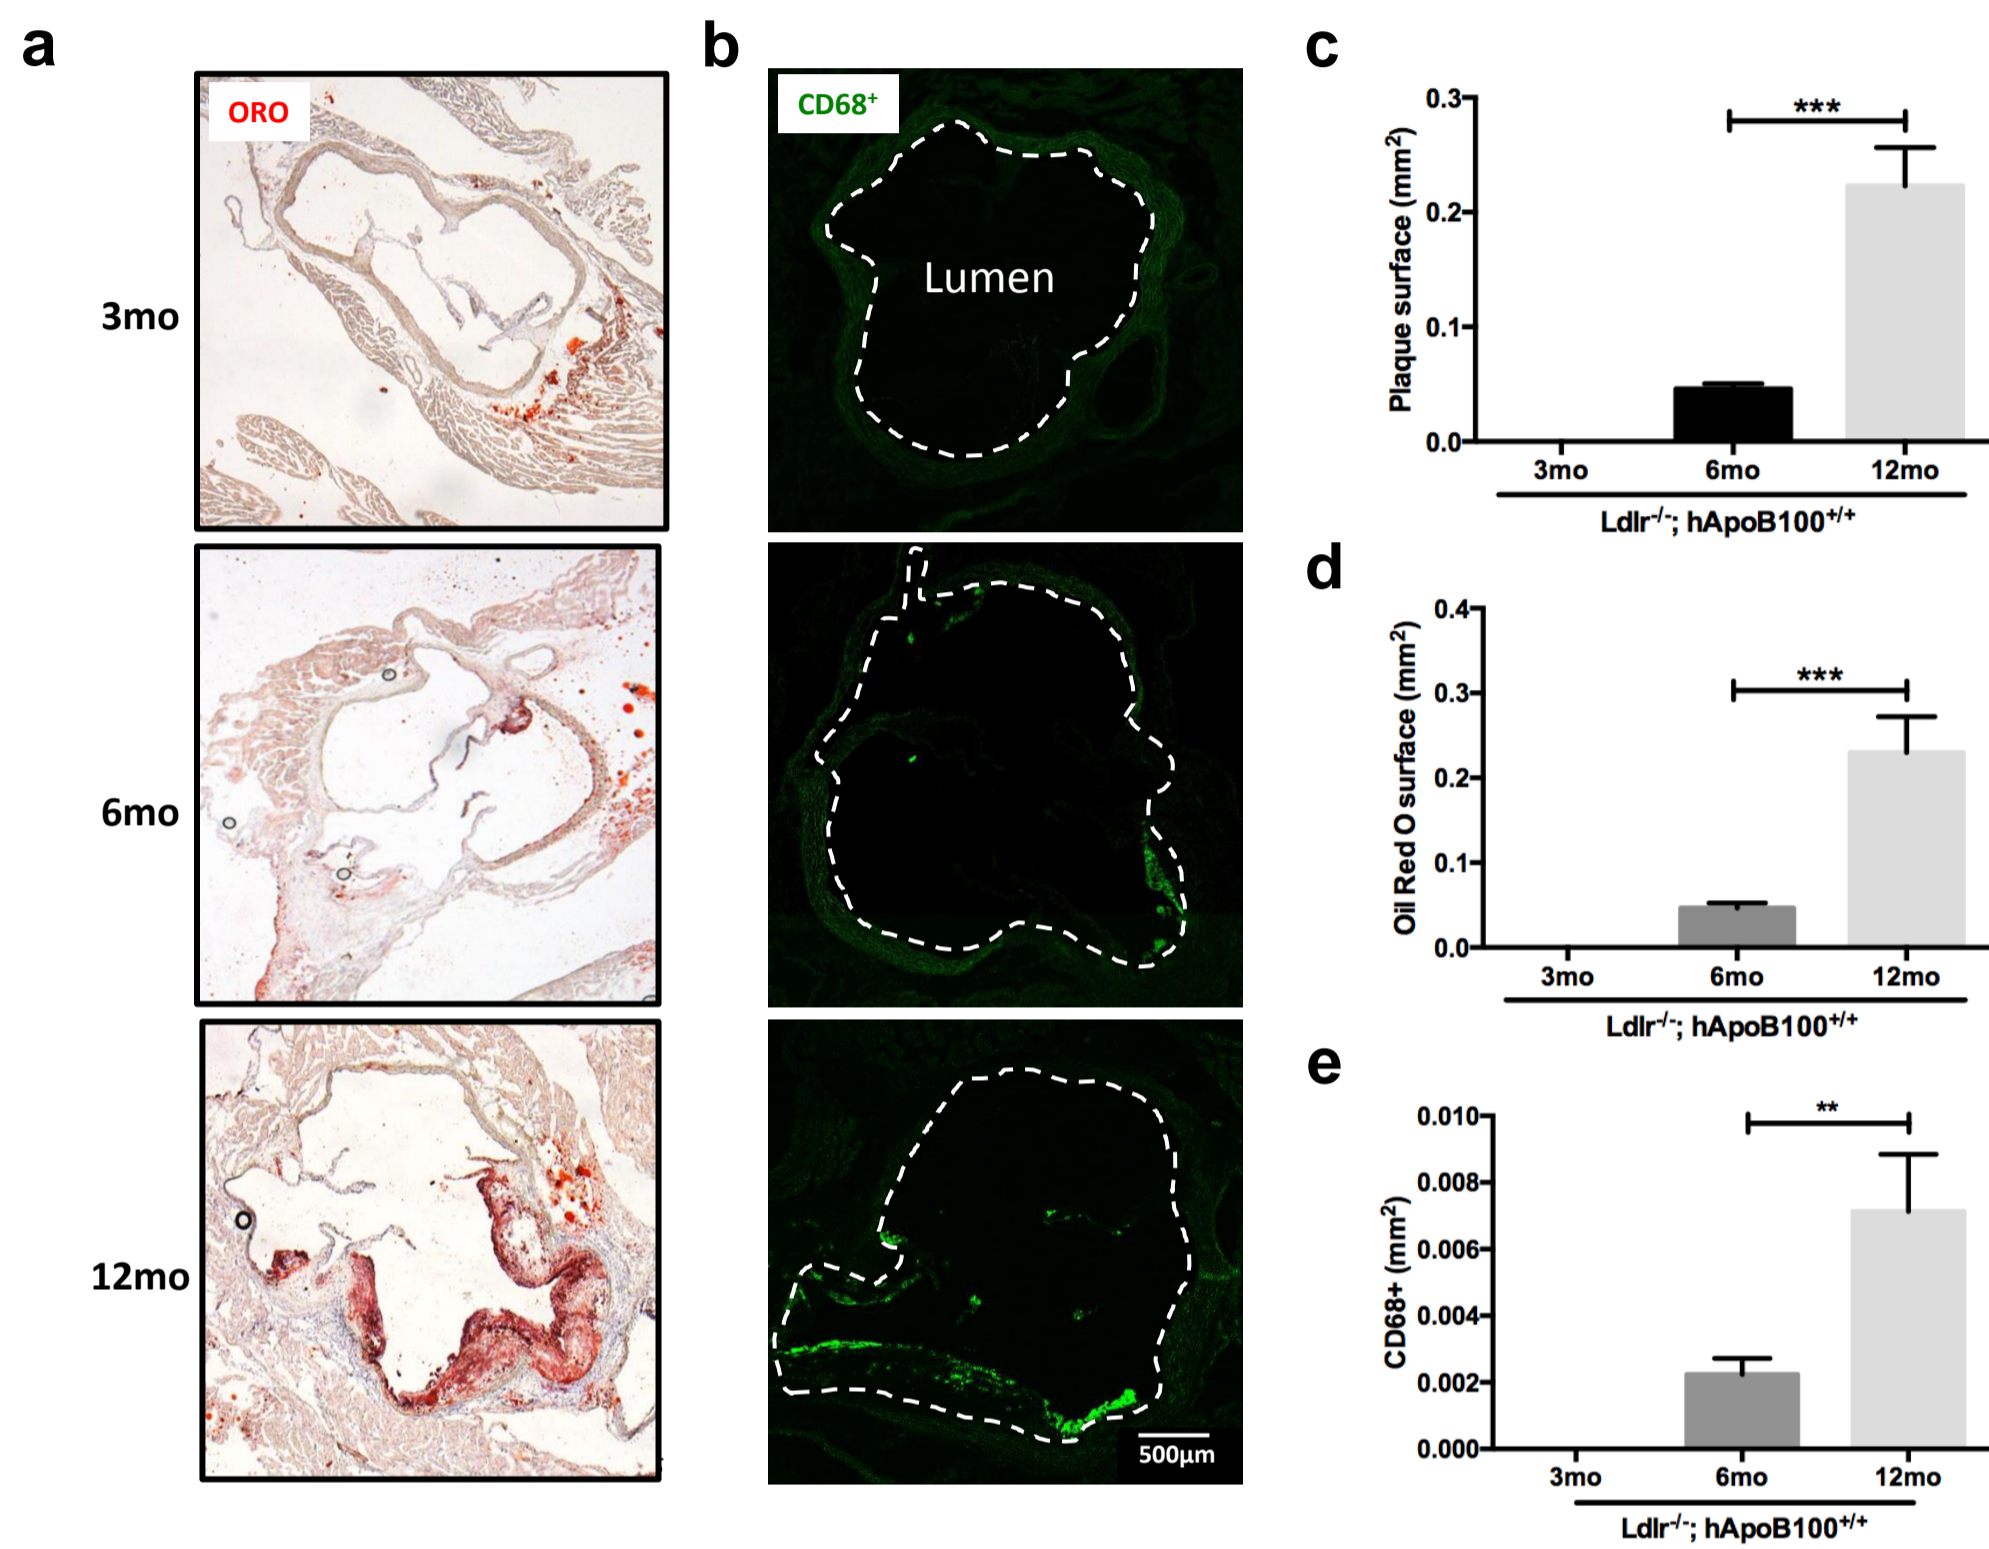 a
ORO
3mo
6mo
12mo
b
CD68⁺
Lumen
500μm
c
Plaque surface (mm²)
0.3
0.2
0.1
0.0
***
3mo 6mo 12mo
Ldlr⁻/⁻; hApoB100⁺/⁺
d
Oil Red O surface (mm²)
0.4
0.3
0.2
0.1
0.0
***
3mo 6mo 12mo
Ldlr⁻/⁻; hApoB100⁺/⁺
e
CD68+ (mm²)
0.010
0.008
0.006
0.004
0.002
0.000
**
3mo 6mo 12mo
Ldlr⁻/⁻; hApoB100⁺/⁺